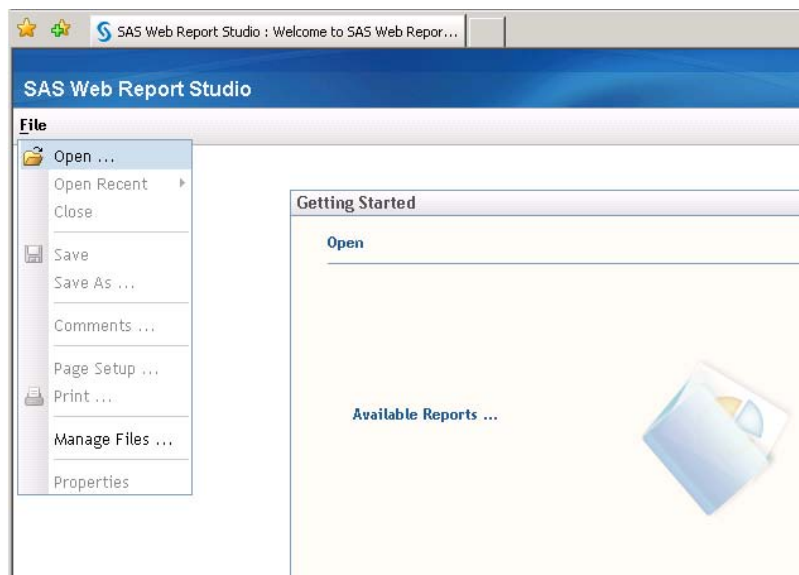 SAS Web Report Studio : Welcome to SAS Web Repor...
SAS Web Report Studio
File
Open ...
Open Recent
Close
Save
Save As ...
Comments ...
Page Setup ...
Print ...
Manage Files ...
Properties
Getting Started
Open
Available Reports ...